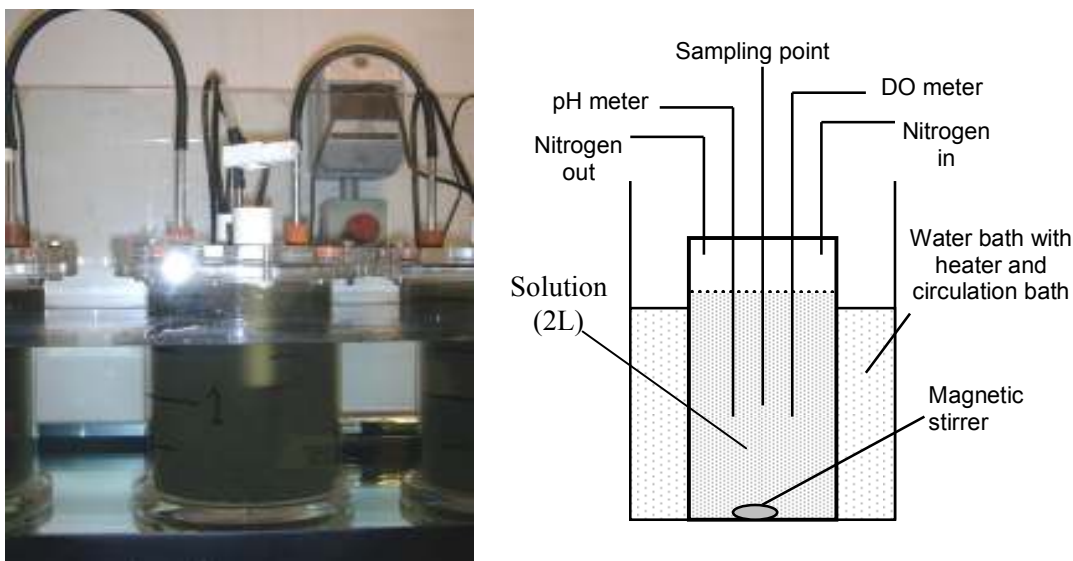 Sampling point
pH meter
DO meter
Nitrogen
out
Nitrogen
in
Water bath with
heater and
circulation bath
Solution
(2L)
Magnetic
stirrer
1